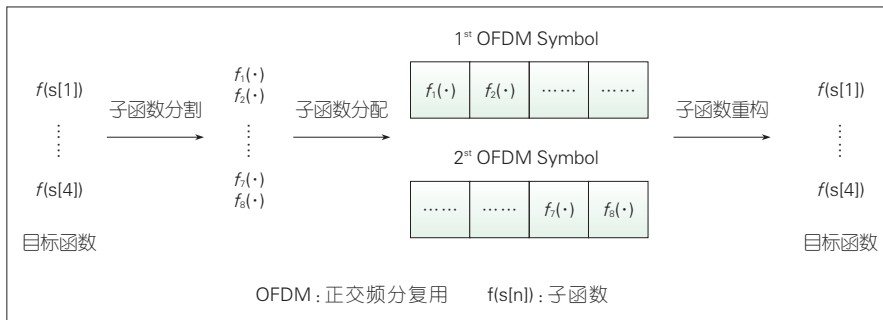 1st OFDM Symbol
f(s[1])
……
f(s[4])
目标函数
子函数分割
f₁(·)
f₂(·)
……
f₇(·)
f₈(·)
子函数分配
f₁(·) f₂(·) …… ……
2st OFDM Symbol
…… …… f₇(·) f₈(·)
子函数重构
f(s[1])
……
f(s[4])
目标函数
OFDM：正交频分复用 f(s[n])：子函数